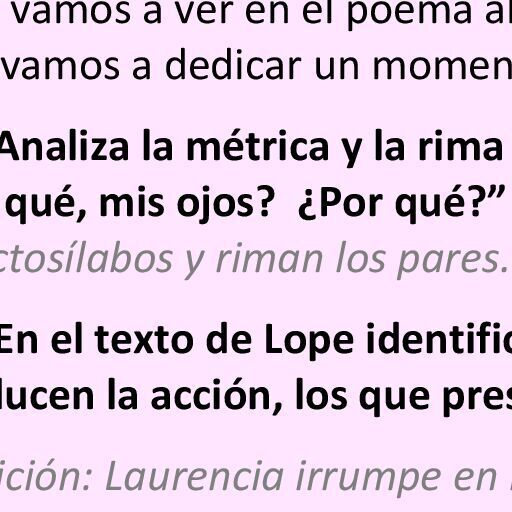 vamos a ver en el poema al
vamos a dedicar un momen
Analiza la métrica y la rima
qué, mis ojos? ¿Por qué?”
ctosílabos y riman los pares.
En el texto de Lope identific
lucen la acción, los que pres
ición: Laurencia irrumpe en